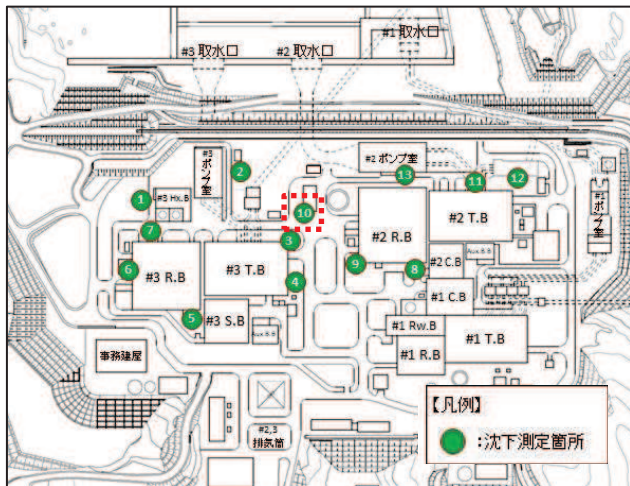 #1 取水口
#3 取水口
#2 取水口
#3
ポンプ室
#2 ポンプ室
#1
ポンプ室
2
13
11
12
1
#3 Hx.B
10
7
3
#2 R.B
#2 T.B
6
#3 R.B
#3 T.B
4
9
8
#2 C.B
Aux.B.B
#1 C.B
5
#3 S.B
Aux.B.B
#1 Rw.B
#1 T.B
#1 R.B
事務建屋
#2,3
排気筒
【凡例】
:沈下測定箇所